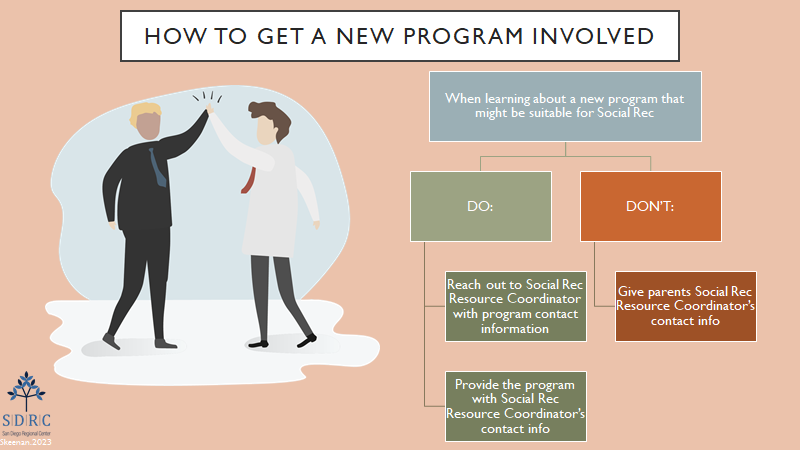 HOW TO GET A NEW PROGRAM INVOLVED
When learning about a new program that
might be suitable for Social Rec
DO:
DON'T:
Reach out to Social Rec
Resource Coordinator
with program contact
information
Give parents Social Rec
Resource Coordinator's
contact info
Provide the program
with Social Rec
Resource Coordinator's
contact info
S|D|R|C
San Diego Regional Center
Skeenan.2023